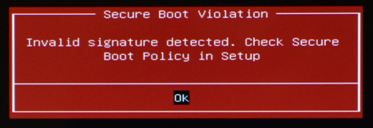 Secure Boot Violation
Invalid signature detected. Check Secure
Boot Policy in Setup
Ok